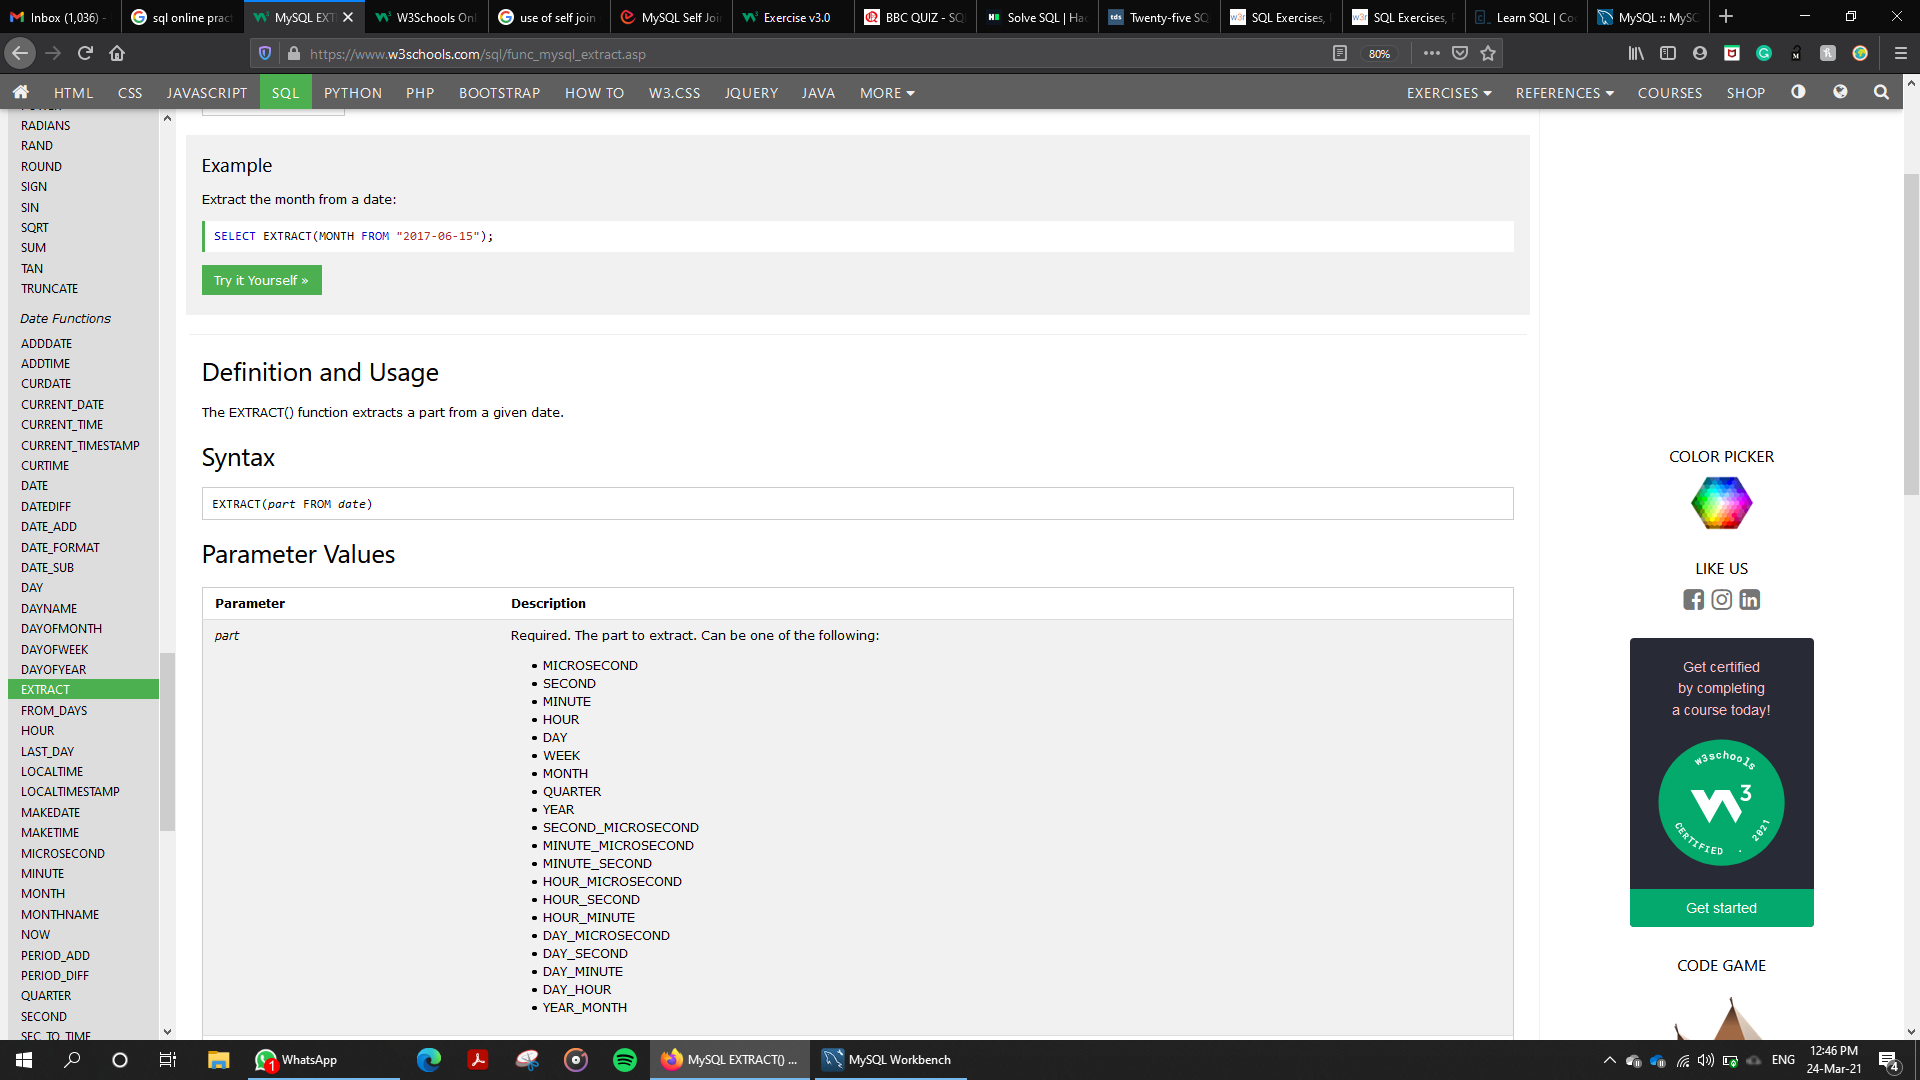 Inbox (1,036) -
sql online pract
MySQL EXT
W3Schools Onl
use of self join
MySQL Self Joi
Exercise v3.0
BBC QUIZ - SQ
Solve SQL | Hac
Twenty-five SQ
SQL Exercises, P
SQL Exercises, P
Learn SQL | Co
MySQL :: MySQ
https://www.w3schools.com/sql/func_mysql_extract.asp
80%
HTML CSS JAVASCRIPT SQL PYTHON PHP BOOTSTRAP HOW TO W3.CSS JQUERY JAVA MORE EXERCISES REFERENCES COURSES SHOP
RADIANS
RAND
ROUND
SIGN
SIN
SQRT
SUM
TAN
TRUNCATE
Date Functions
ADDDATE
ADDTIME
CURDATE
CURRENT_DATE
CURRENT_TIME
CURRENT_TIMESTAMP
CURTIME
DATE
DATEDIFF
DATE_ADD
DATE_FORMAT
DATE_SUB
DAY
DAYNAME
DAYOFMONTH
DAYOFWEEK
DAYOFYEAR
EXTRACT
FROM_DAYS
HOUR
LAST_DAY
LOCALTIME
LOCALTIMESTAMP
MAKEDATE
MAKETIME
MICROSECOND
MINUTE
MONTH
MONTHNAME
NOW
PERIOD_ADD
PERIOD_DIFF
QUARTER
SECOND
SEC_TO_TIME
Example
Extract the month from a date:
SELECT EXTRACT(MONTH FROM "2017-06-15");
Try it Yourself »
Definition and Usage
The EXTRACT() function extracts a part from a given date.
Syntax
EXTRACT(part FROM date)
Parameter Values
Parameter Description
part Required. The part to extract. Can be one of the following:
• MICROSECOND
• SECOND
• MINUTE
• HOUR
• DAY
• WEEK
• MONTH
• QUARTER
• YEAR
• SECOND_MICROSECOND
• MINUTE_MICROSECOND
• MINUTE_SECOND
• HOUR_MICROSECOND
• HOUR_SECOND
• HOUR_MINUTE
• DAY_MICROSECOND
• DAY_SECOND
• DAY_MINUTE
• DAY_HOUR
• YEAR_MONTH
COLOR PICKER
LIKE US
Get certified
by completing
a course today!
w3schools
3
CERTIFIED . 2021
Get started
CODE GAME
WhatsApp
1
MySQL EXTRACT() ...
MySQL Workbench
ENG
12:46 PM
24-Mar-21
4